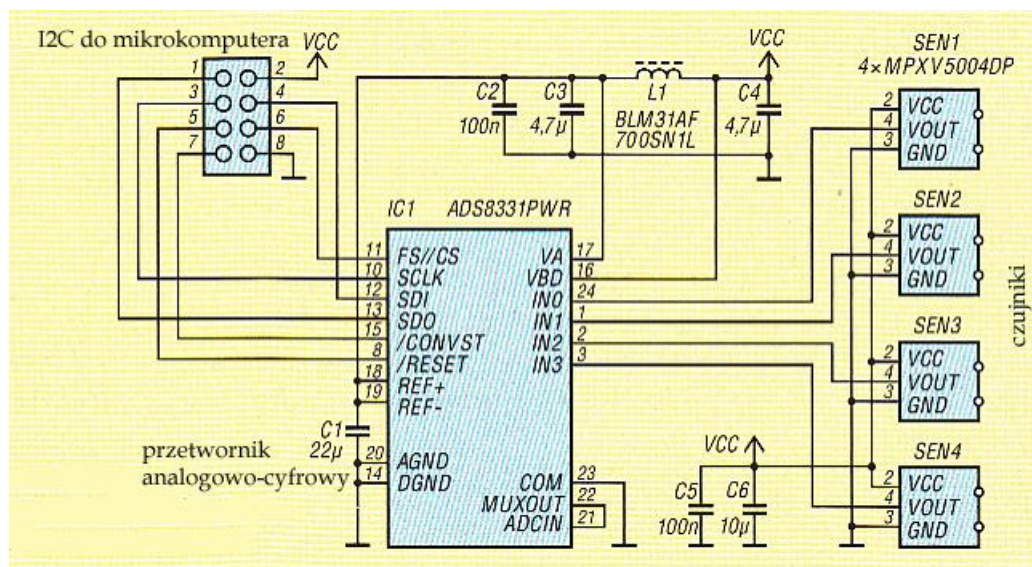 I2C do mikrokomputera
VCC
1
2
3
4
5
6
7
8
VCC
C2
100n
C3
4,7µ
L1
BLM31AF
700SN1L
C4
4,7µ
SEN1
4×MPXV5004DP
2 VCC
4 VOUT
3 GND
SEN2
2 VCC
4 VOUT
3 GND
SEN3
2 VCC
4 VOUT
3 GND
SEN4
2 VCC
4 VOUT
3 GND
czujniki
IC1 ADS8331PWR
11 FS//CS
10 SCLK
12 SDI
13 SDO
15 /CONVST
8 /RESET
18 REF+
19 REF-
20 AGND
14 DGND
VA 17
VBD 16
IN0 24
IN1 1
IN2 2
IN3 3
COM 23
MUXOUT 22
ADCIN 21
C1
22µ
przetwornik
analogowo-cyfrowy
VCC
C5
100n
C6
10µ